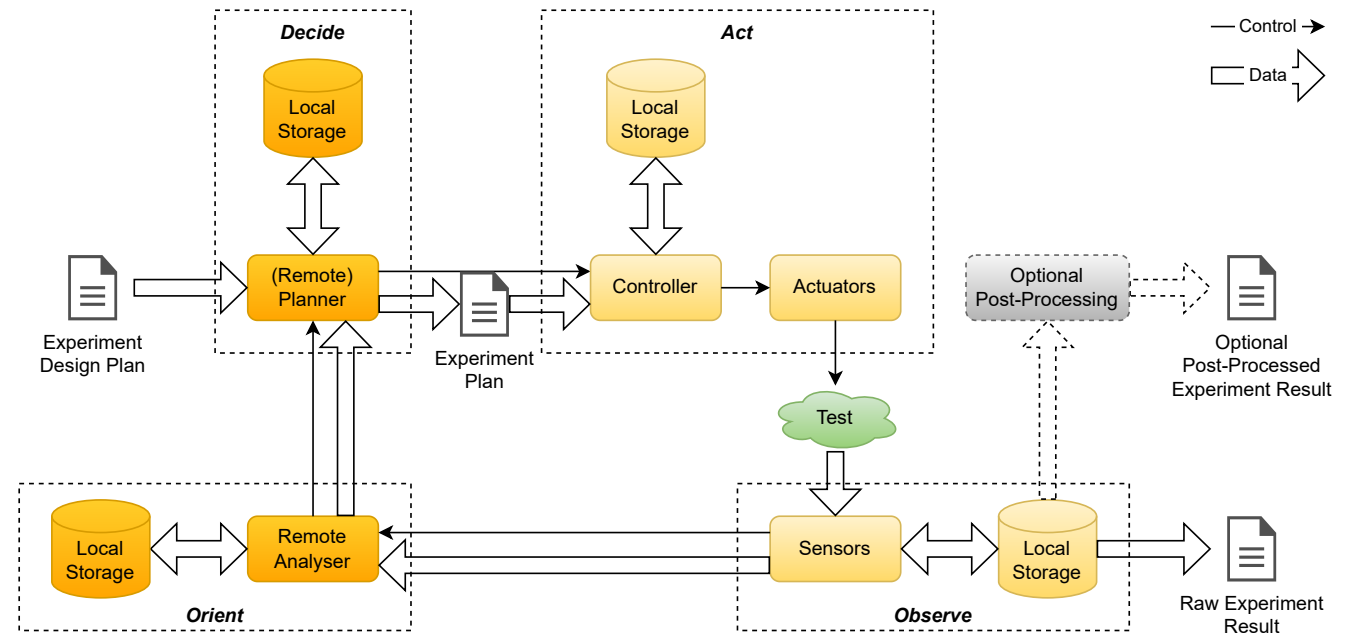 Decide
Act
Control
Data
Local
Storage
Local
Storage
(Remote)
Planner
Controller
Actuators
Optional
Post-Processing
Experiment
Design Plan
Experiment
Plan
Optional
Post-Processed
Experiment Result
Test
Local
Storage
Remote
Analyser
Sensors
Local
Storage
Orient
Observe
Raw Experiment
Result